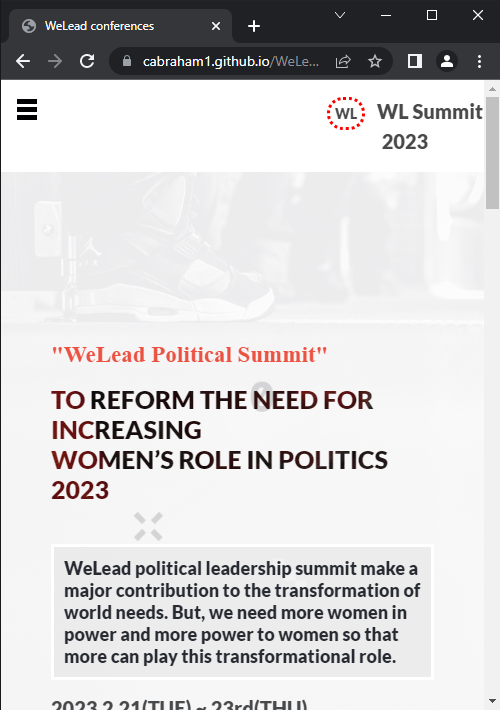 WeLead conferences
cabraham1.github.io/WeLe...
WL WL Summit
2023
"WeLead Political Summit"
TO REFORM THE NEED FOR
INCREASING
WOMEN’S ROLE IN POLITICS
2023
WeLead political leadership summit make a
major contribution to the transformation of
world needs. But, we need more women in
power and more power to women so that
more can play this transformational role.
2023.2.21(TUE) ~ 23rd(THU)